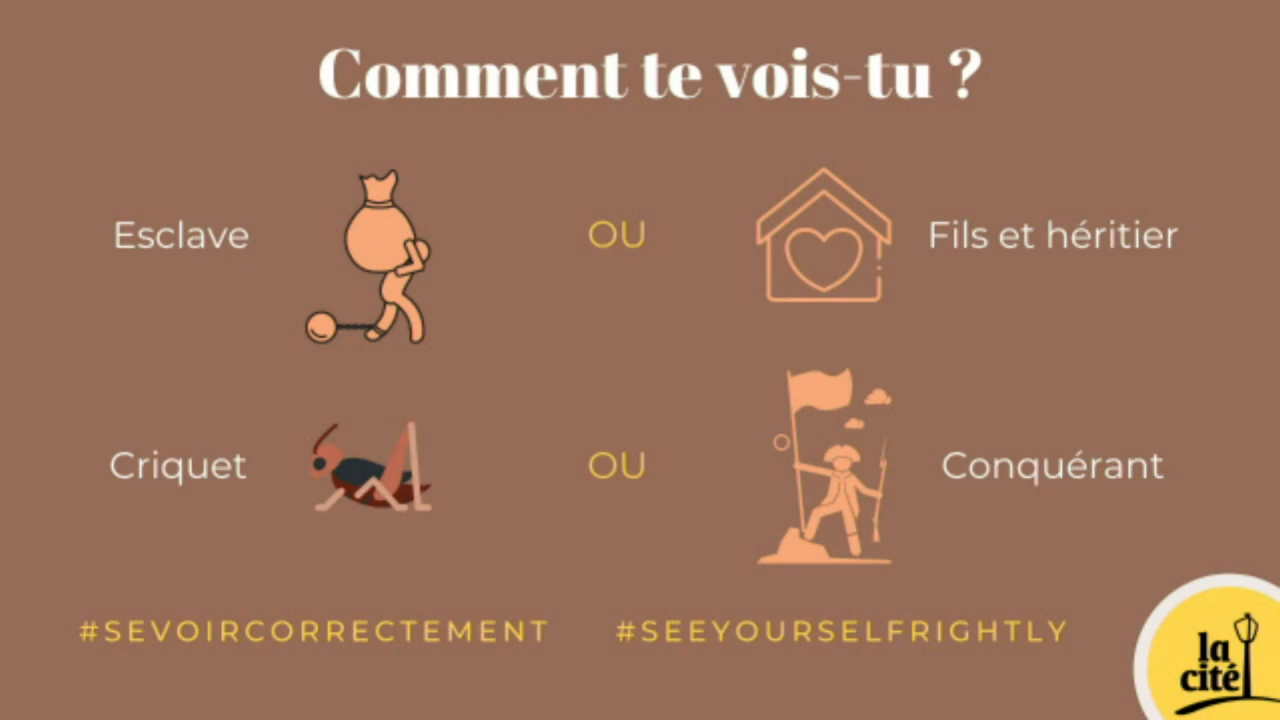 Comment te vois-tu ?
Esclave OU Fils et héritier
Criquet OU Conquérant
#SEVOIRCORRECTEMENT #SEEYOURSELFRIGHTLY
la
cité